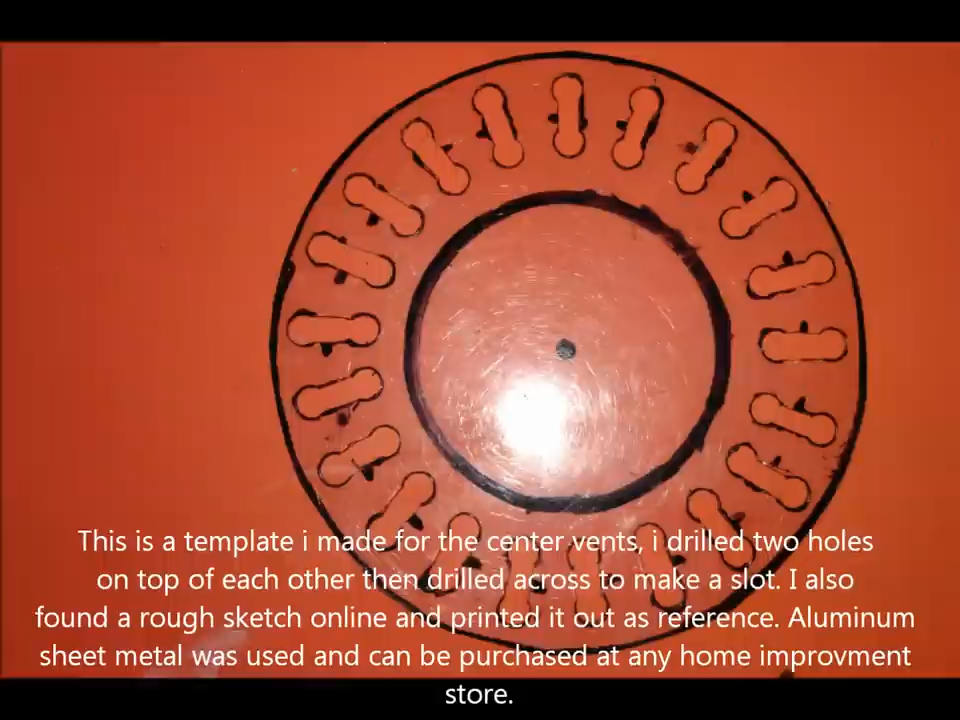 This is a template i made for the center vents, i drilled two holes
on top of each other then drilled across to make a slot. I also
found a rough sketch online and printed it out as reference. Aluminum
sheet metal was used and can be purchased at any home improvment
store.